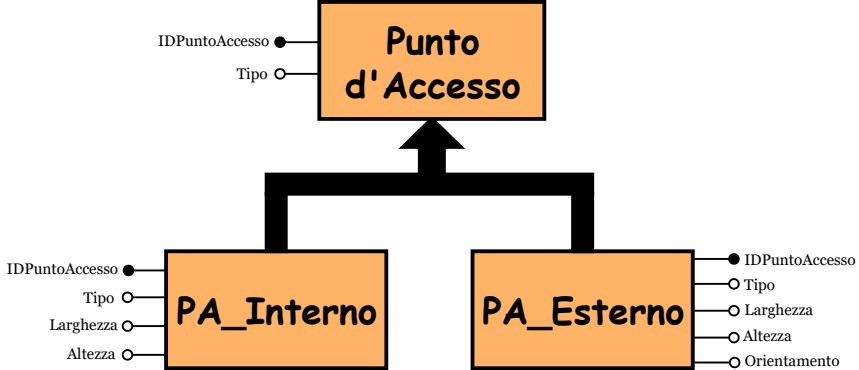 IDPuntoAccesso
Tipo
Punto
d'Accesso
IDPuntoAccesso
Tipo
Larghezza
Altezza
PA_Interno
PA_Esterno
IDPuntoAccesso
Tipo
Larghezza
Altezza
Orientamento